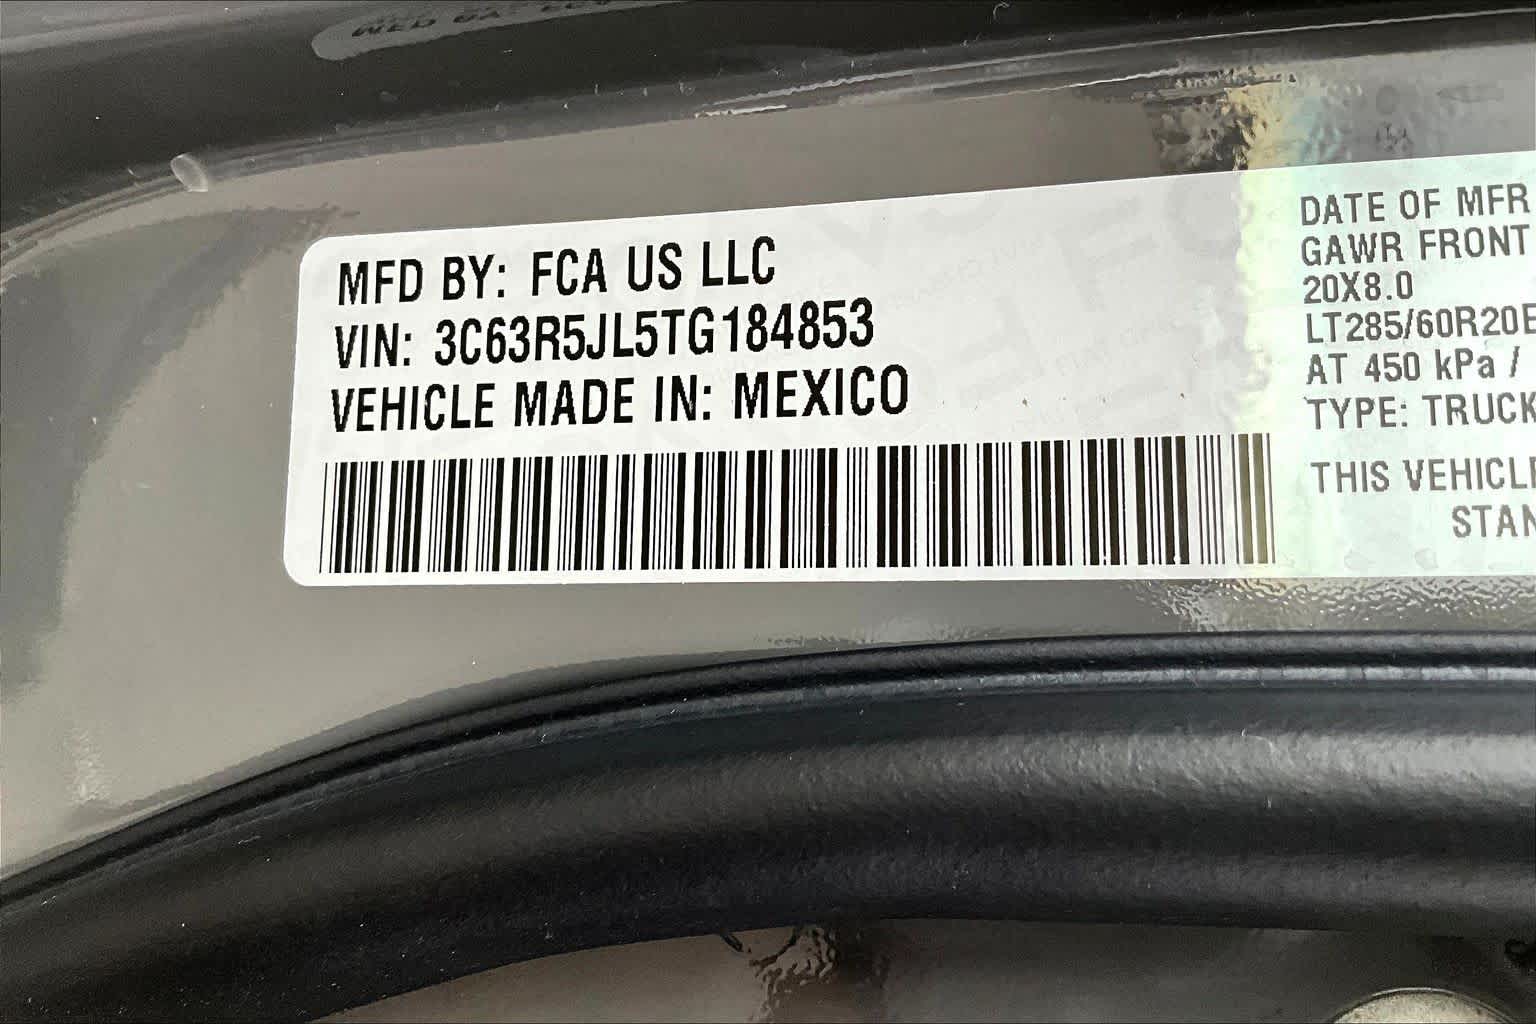 MFD BY: FCA US LLC
VIN: 3C63R5JL5TG184853
VEHICLE MADE IN: MEXICO
DATE OF MFR
GAWR FRONT
20X8.0
LT285/60R20E
AT 450 kPa /
TYPE: TRUCK
THIS VEHICLE
STAN